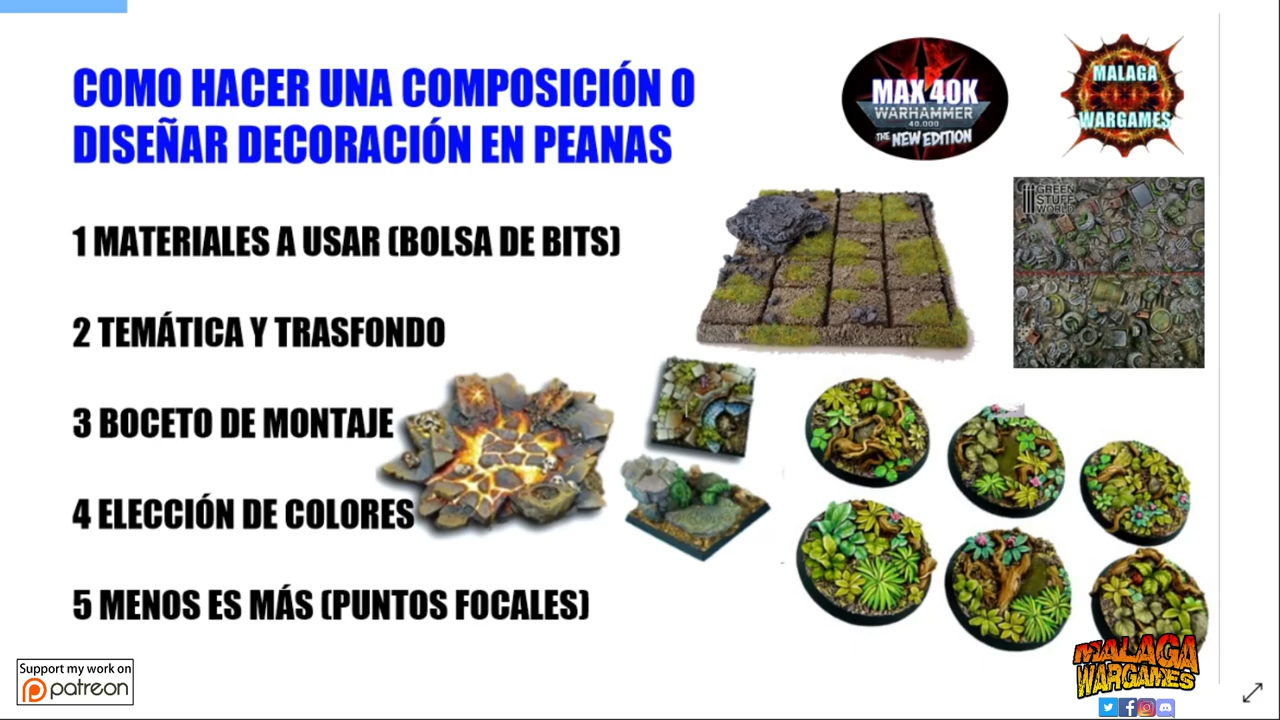 COMO HACER UNA COMPOSICIÓN O
DISEÑAR DECORACIÓN EN PEANAS
MAX 40K
WARHAMMER
40.000
THE NEW EDITION
MALAGA
WARGAMES
GREEN
STUFF
WORLD
1 MATERIALES A USAR (BOLSA DE BITS)
2 TEMÁTICA Y TRASFONDO
3 BOCETO DE MONTAJE
4 ELECCIÓN DE COLORES
5 MENOS ES MÁS (PUNTOS FOCALES)
Support my work on
patreon
MALAGA
WARGAMES